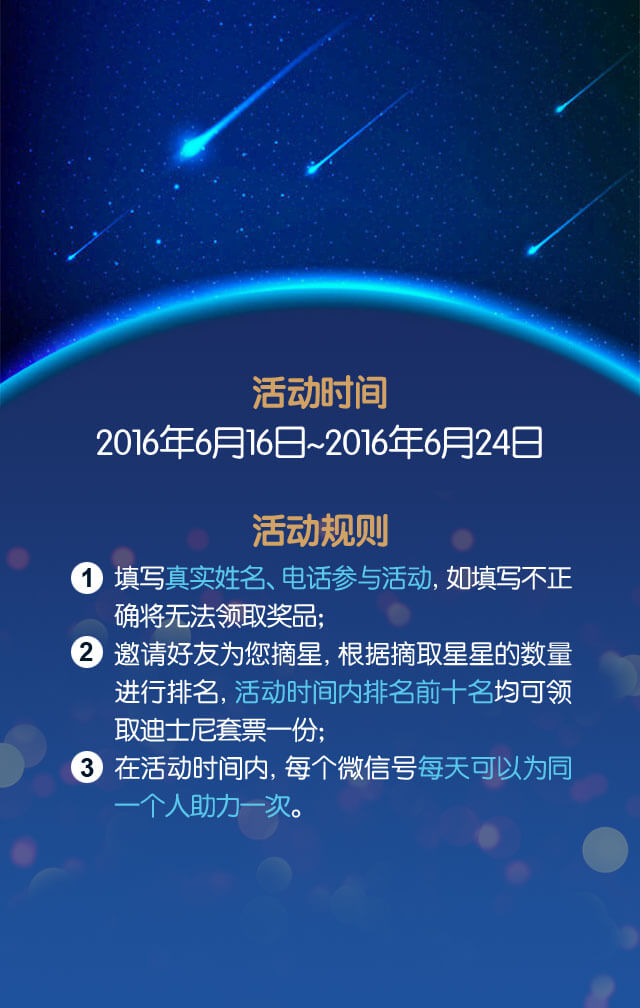 活动时间
2016年6月16日~2016年6月24日
活动规则
1 填写真实姓名、电话参与活动, 如填写不正
确将无法领取奖品;
2 邀请好友为您摘星, 根据摘取星星的数量
进行排名, 活动时间内排名前十名均可领
取迪士尼套票一份;
3 在活动时间内, 每个微信号每天可以为同
一个人助力一次。